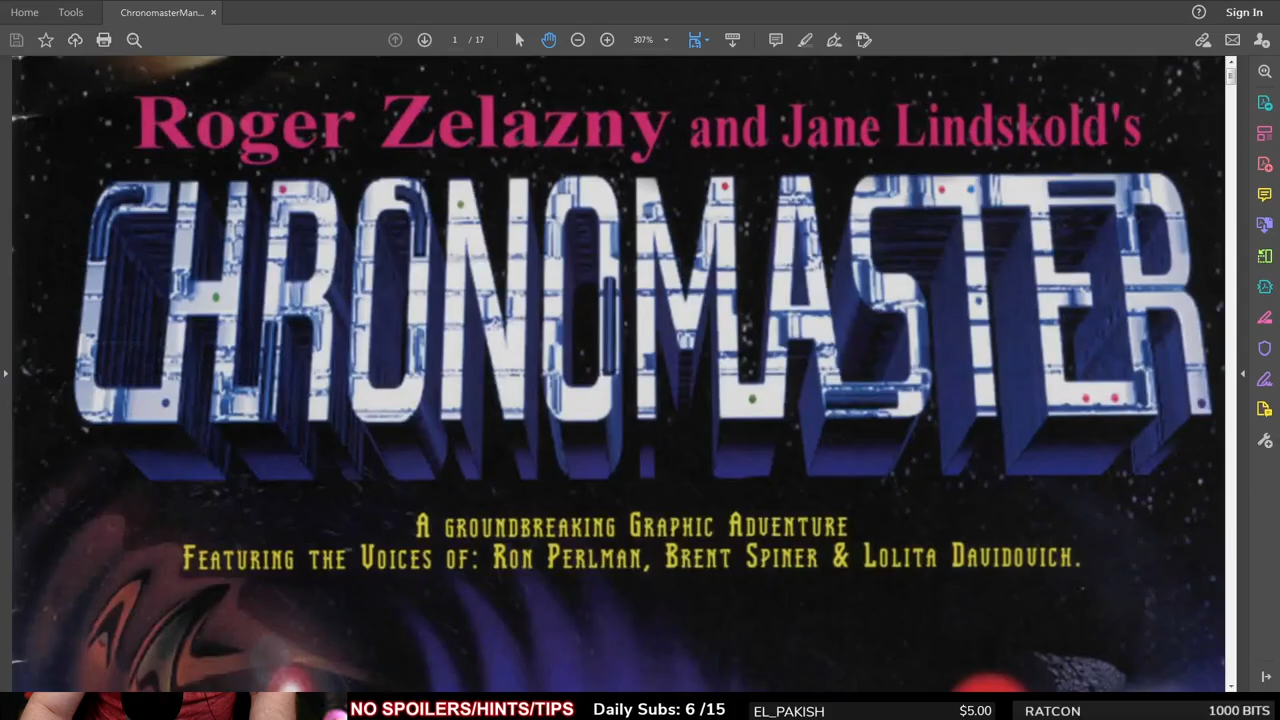 Home Tools ChronomasterMan... × Sign In
1 / 17 307%
Roger Zelazny and Jane Lindskold's
CHRONOMASTER
A GROUNDBREAKING GRAPHIC ADVENTURE
FEATURING THE VOICES OF: RON PERLMAN, BRENT SPINER & LOLITA DAVIDOVICH.
NO SPOILERS/HINTS/TIPS Daily Subs: 6 /15 EL_PAKISH $5.00 RATCON 1000 BITS